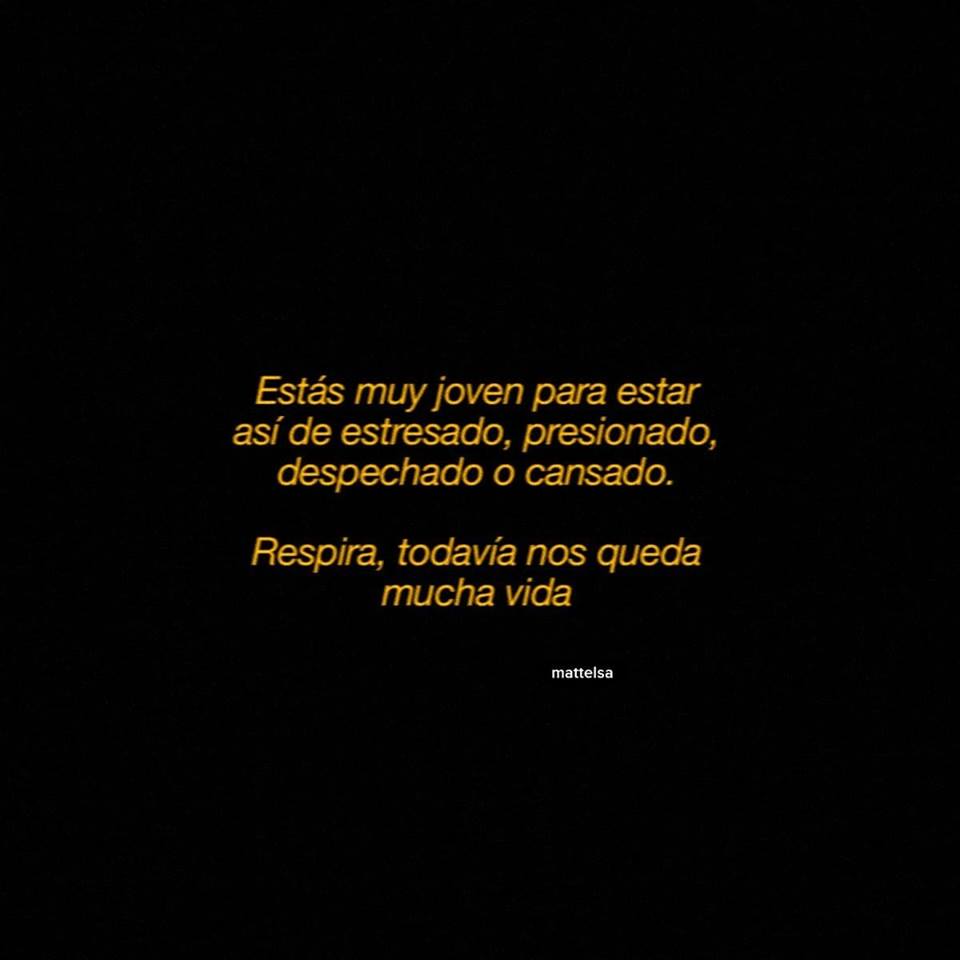 Estás muy joven para estar
así de estresado, presionado,
despechado o cansado.
Respira, todavía nos queda
mucha vida
mattelsa